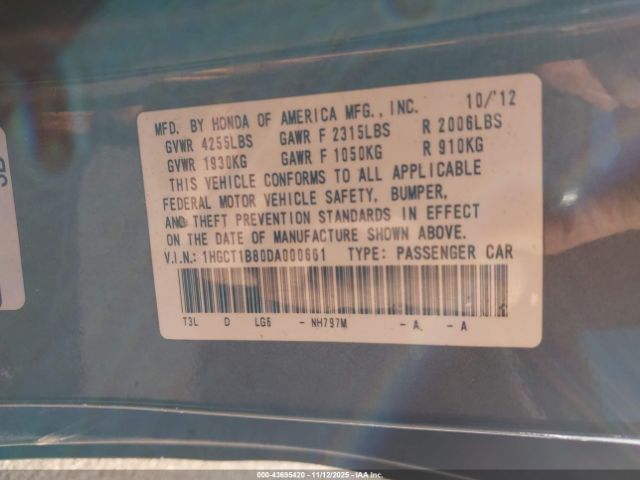 MFD. BY HONDA OF AMERICA MFG., INC. 10/'12
GVWR 4255LBS GAWR F 2315LBS R 2006LBS
GVWR 1930KG GAWR F 1050KG R 910KG
THIS VEHICLE CONFORMS TO ALL APPLICABLE
FEDERAL MOTOR VEHICLE SAFETY, BUMPER,
AND THEFT PREVENTION STANDARDS IN EFFECT
ON THE DATE OF MANUFACTURE SHOWN ABOVE.
V.I.N.: 1HGCT1B80DA000661 TYPE: PASSENGER CAR
T3L D LG5 - NH797M - A - A
000-43695420 - 11/12/2025 - IAA Inc.